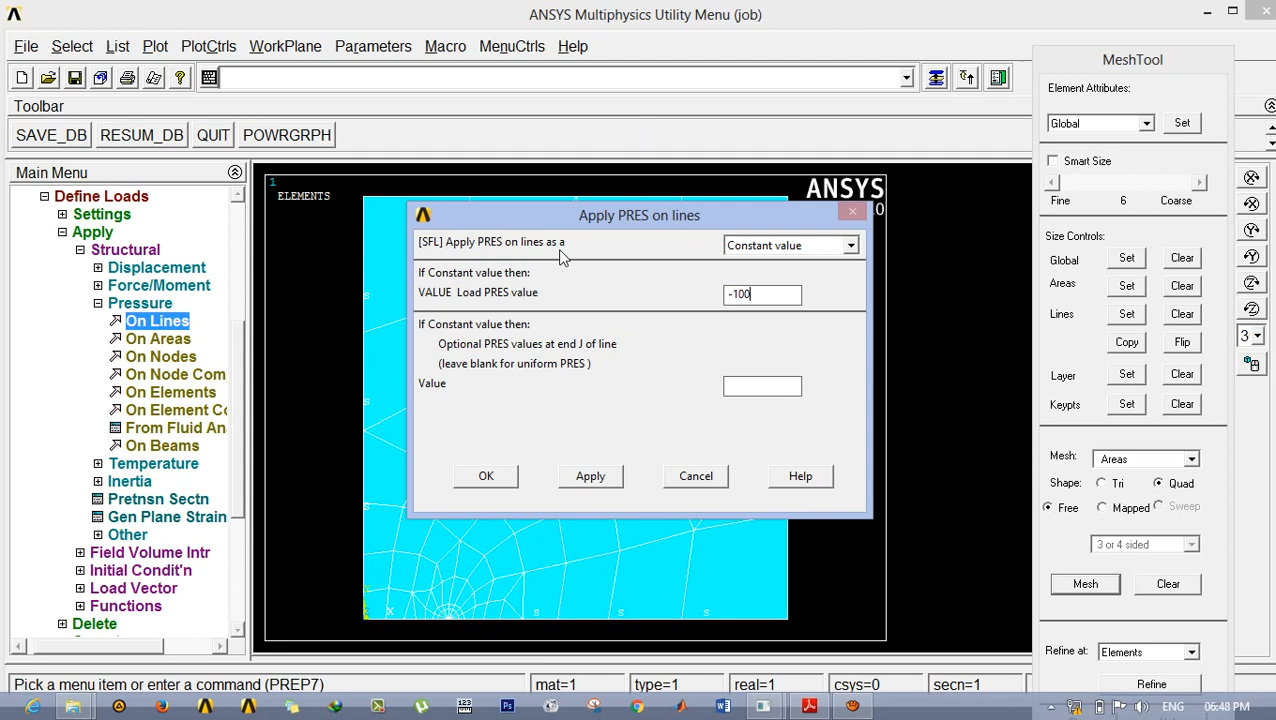 ANSYS Multiphysics Utility Menu (job)
File Select List Plot PlotCtrls WorkPlane Parameters Macro MenuCtrls Help
Toolbar
SAVE_DB RESUM_DB QUIT POWRGRPH
Main Menu
Define Loads
Settings
Apply
Structural
Displacement
Force/Moment
Pressure
On Lines
On Areas
On Nodes
On Node Com
On Elements
On Element C
From Fluid An
On Beams
Temperature
Inertia
Pretnsn Sectn
Gen Plane Strain
Other
Field Volume Intr
Initial Condit'n
Load Vector
Functions
Delete
1
ELEMENTS
ANSYS
0
S
S
S
S
Y
Z X
S S S
Apply PRES on lines
[SFL] Apply PRES on lines as a Constant value
If Constant value then:
VALUE Load PRES value -100
If Constant value then:
Optional PRES values at end J of line
(leave blank for uniform PRES )
Value
OK Apply Cancel Help
MeshTool
Element Attributes:
Global Set
Smart Size
Fine 6 Coarse
Size Controls:
Global Set Clear
Areas Set Clear
Lines Set Clear
Copy Flip
Layer Set Clear
Keypts Set Clear
Mesh: Areas
Shape: Tri Quad
Free Mapped Sweep
3 or 4 sided
Mesh Clear
Refine at: Elements
Refine
3
Pick a menu item or enter a command (PREP7) mat=1 type=1 real=1 csys=0 secn=1
123
Ps
ENG 06:48 PM